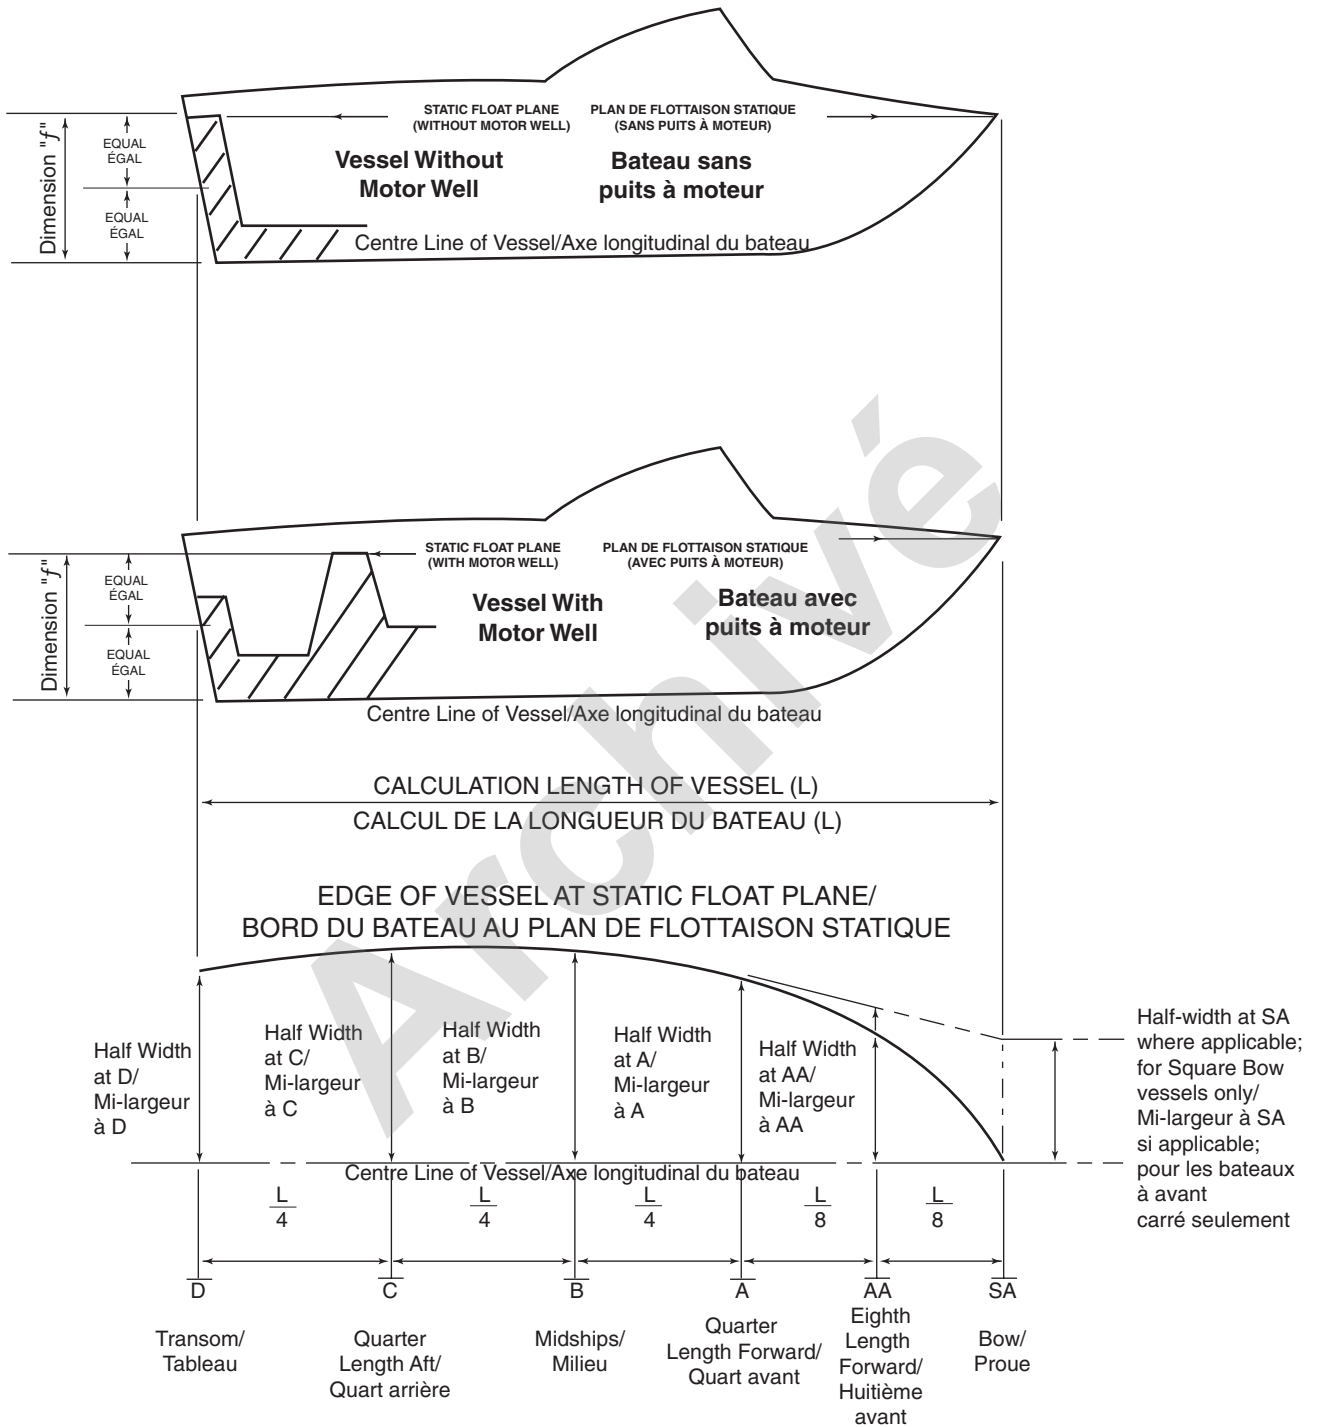 STATIC FLOAT PLANE
(WITHOUT MOTOR WELL)
PLAN DE FLOTTAISON STATIQUE
(SANS PUITS À MOTEUR)
Dimension "f"
EQUAL
ÉGAL
EQUAL
ÉGAL
Vessel Without
Motor Well
Bateau sans
puits à moteur
Centre Line of Vessel/Axe longitudinal du bateau
STATIC FLOAT PLANE
(WITH MOTOR WELL)
PLAN DE FLOTTAISON STATIQUE
(AVEC PUITS À MOTEUR)
Dimension "f"
EQUAL
ÉGAL
EQUAL
ÉGAL
Vessel With
Motor Well
Bateau avec
puits à moteur
Centre Line of Vessel/Axe longitudinal du bateau
CALCULATION LENGTH OF VESSEL (L)
CALCUL DE LA LONGUEUR DU BATEAU (L)
EDGE OF VESSEL AT STATIC FLOAT PLANE/
BORD DU BATEAU AU PLAN DE FLOTTAISON STATIQUE
Half Width
at D/
Mi-largeur
à D
Half Width
at C/
Mi-largeur
à C
Half Width
at B/
Mi-largeur
à B
Half Width
at A/
Mi-largeur
à A
Half Width
at AA/
Mi-largeur
à AA
Half-width at SA
where applicable;
for Square Bow
vessels only/
Mi-largeur à SA
si applicable;
pour les bateaux
à avant
carré seulement
Centre Line of Vessel/Axe longitudinal du bateau
L
4
L
4
L
4
L
8
L
8
D
C
B
A
AA
SA
Transom/
Tableau
Quarter
Length Aft/
Quart arrière
Midships/
Milieu
Quarter
Length Forward/
Quart avant
Eighth
Length
Forward/
Huitième
avant
Bow/
Proue
Archivé